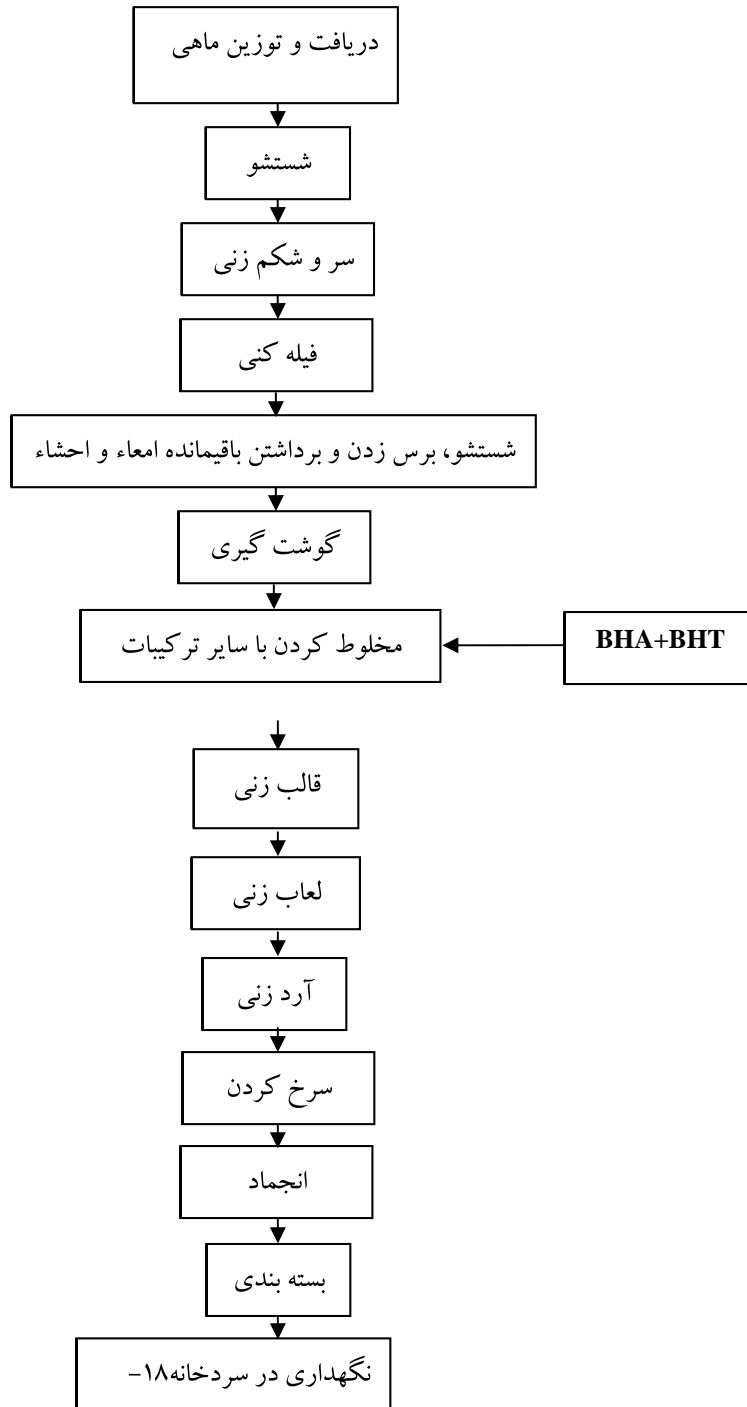 دریافت و توزین ماهی
شستشو
سر و شکم زنی
فیله کنی
شستشو، برس زدن و برداشتن باقیمانده امعاء و احشاء
گوشت گیری
مخلوط کردن با سایر ترکیبات
BHA+BHT
قالب زنی
لعاب زنی
آرد زنی
سرخ کردن
انجماد
بسته بندی
نگهداری در سردخانه۱۸-